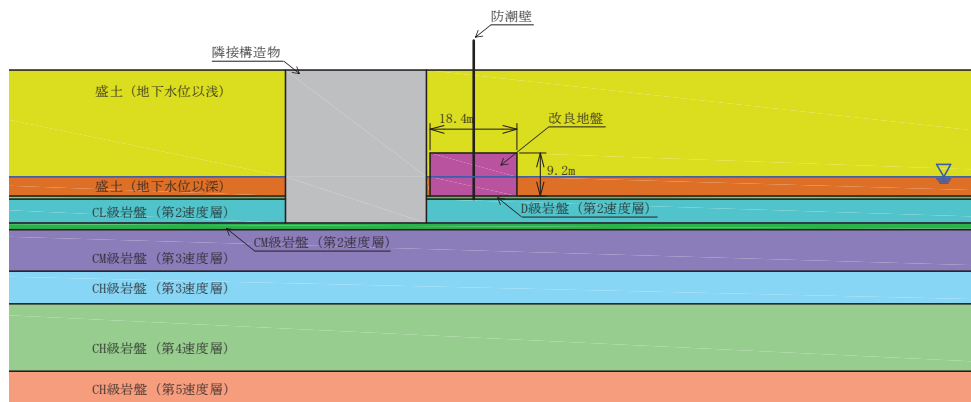 防潮壁
隣接構造物
盛土(地下水位以浅)
18.4m
改良地盤
9.2m
盛土(地下水位以深)
CL級岩盤(第2速度層)
D級岩盤(第2速度層)
CM級岩盤(第2速度層)
CM級岩盤(第3速度層)
CH級岩盤(第3速度層)
CH級岩盤(第4速度層)
CH級岩盤(第5速度層)